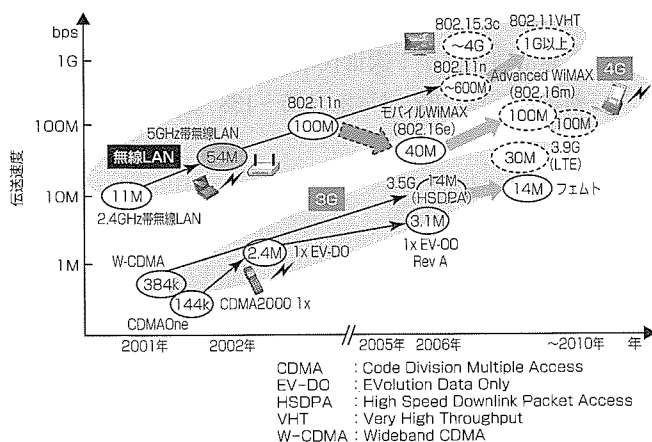 bps
802.15.3c
802.11VHT
1G
~4G
1G以上
802.11n
Advanced WiMAX
4G
~600M
(802.16m)
802.11n
モバイルWiMAX
5GHz帯無線LAN
100M
(802.16e)
100M
100M
100M
無線LAN
54M
40M
3.9G
(LTE)
30M
伝送速度
10M
11M
3G
3.5G
14M
(HSDPA)
14M
フェムト
2.4GHz帯無線LAN
3.1M
W-CDMA
2.4M
1x EV-DO
1x EV-DO
Rev A
1M
384k
144k
CDMA2000 1x
CDMAOne
2001年
2002年
2005年
2006年
~2010年
年
CDMA : Code Division Multiple Access
EV-DO : EVolution Data Only
HSDPA : High Speed Downlink Packet Access
VHT : Very High Throughput
W-CDMA : Wideband CDMA